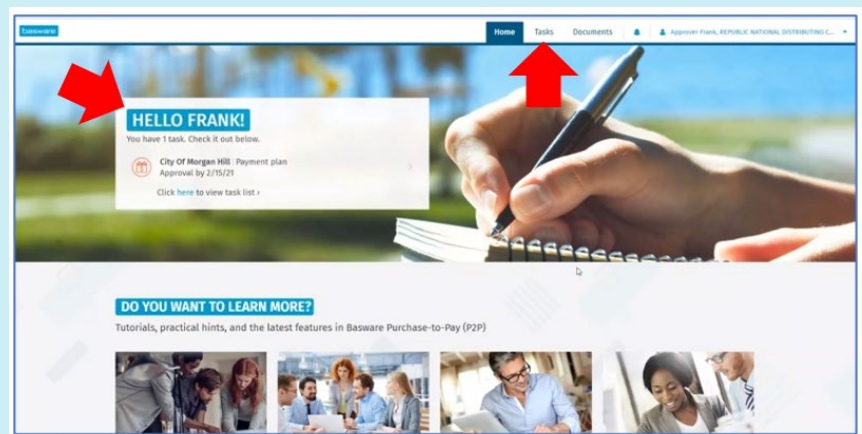 basware
Home Tasks Documents Approver Frank, REPUBLIC NATIONAL DISTRIBUTING C...
HELLO FRANK!
You have 1 task. Check it out below.
City Of Morgan Hill Payment plan
Approval by 2/15/21
Click here to view task list ›
DO YOU WANT TO LEARN MORE?
Tutorials, practical hints, and the latest features in Basware Purchase-to-Pay (P2P)